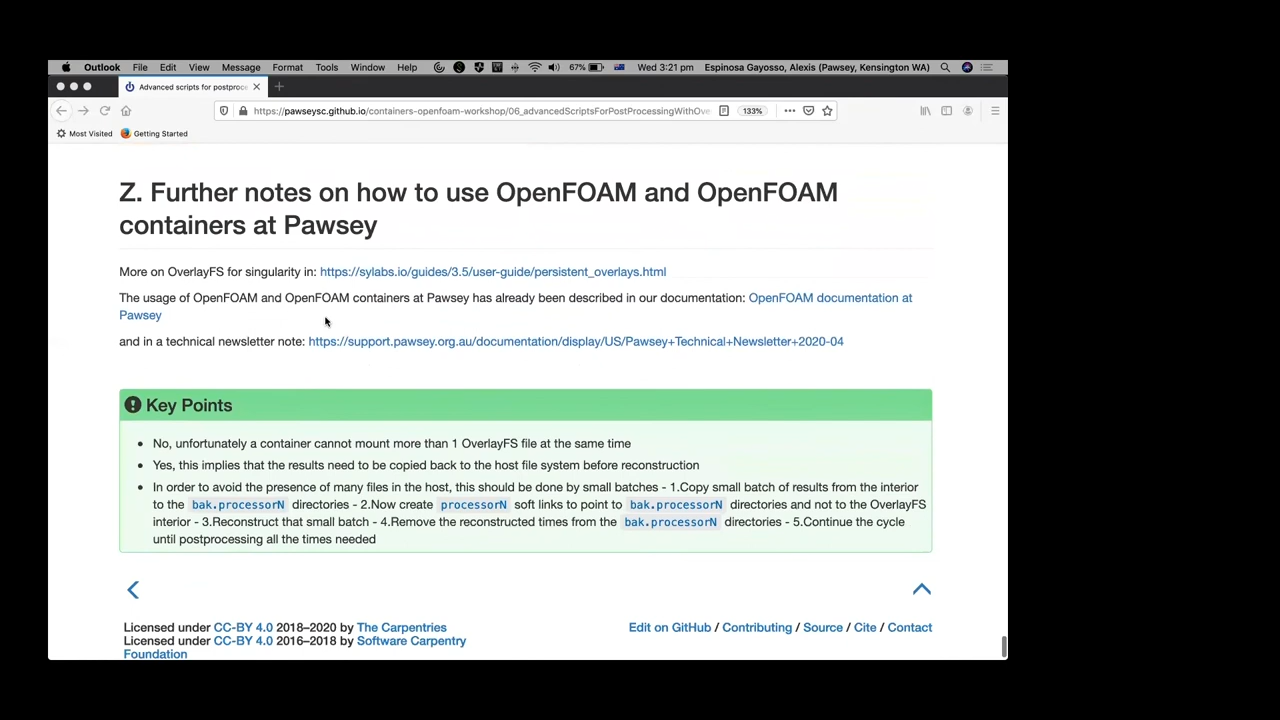 Outlook File Edit View Message Format Tools Window Help 67% Wed 3:21 pm Espinosa Gayosso, Alexis (Pawsey, Kensington WA)
Advanced scripts for postproce
https://pawseysc.github.io/containers-openfoam-workshop/06_advancedScriptsForPostProcessingWithOve 133%
Most Visited Getting Started
Z. Further notes on how to use OpenFOAM and OpenFOAM
containers at Pawsey
More on OverlayFS for singularity in: https://sylabs.io/guides/3.5/user-guide/persistent_overlays.html
The usage of OpenFOAM and OpenFOAM containers at Pawsey has already been described in our documentation: OpenFOAM documentation at
Pawsey
and in a technical newsletter note: https://support.pawsey.org.au/documentation/display/US/Pawsey+Technical+Newsletter+2020-04
Key Points
• No, unfortunately a container cannot mount more than 1 OverlayFS file at the same time
• Yes, this implies that the results need to be copied back to the host file system before reconstruction
• In order to avoid the presence of many files in the host, this should be done by small batches - 1.Copy small batch of results from the interior
to the bak.processorN directories - 2.Now create processorN soft links to point to bak.processorN directories and not to the OverlayFS
interior - 3.Reconstruct that small batch - 4.Remove the reconstructed times from the bak.processorN directories - 5.Continue the cycle
until postprocessing all the times needed
Licensed under CC-BY 4.0 2018–2020 by The Carpentries
Licensed under CC-BY 4.0 2016–2018 by Software Carpentry
Foundation
Edit on GitHub / Contributing / Source / Cite / Contact